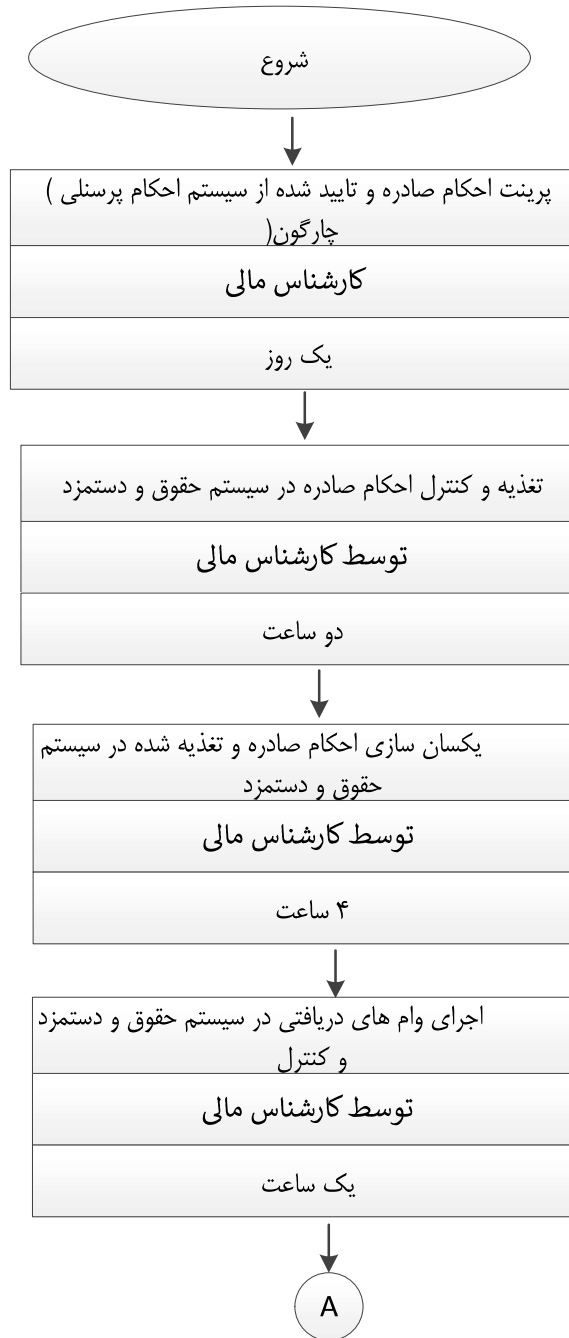 شروع
پرینت احکام صادره و تایید شده از سیستم احکام پرسنلی (
چارگون)
کارشناس مالی
یک روز
تغذیه و کنترل احکام صادره در سیستم حقوق و دستمزد
توسط کارشناس مالی
دو ساعت
یکسان سازی احکام صادره و تغذیه شده در سیستم
حقوق و دستمزد
توسط کارشناس مالی
۴ ساعت
اجرای وام های دریافتی در سیستم حقوق و دستمزد
و کنترل
توسط کارشناس مالی
یک ساعت
A